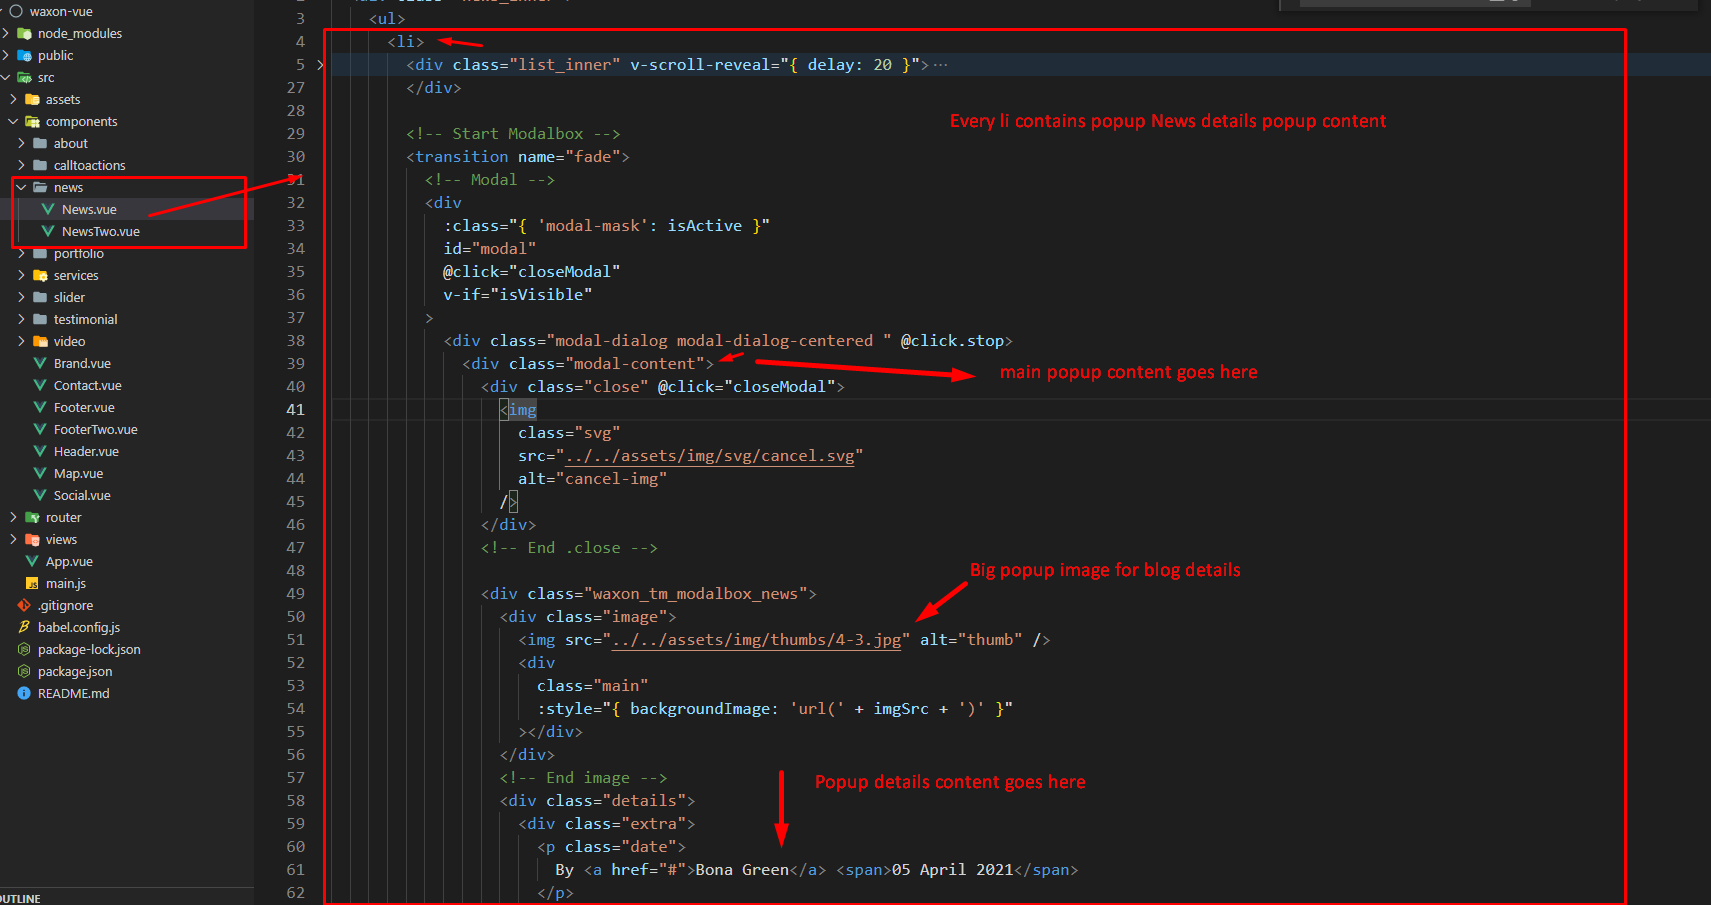 waxon-vue
node_modules
public
src
assets
components
about
calltoactions
news
News.vue
NewsTwo.vue
portfolio
services
slider
testimonial
video
Brand.vue
Contact.vue
Footer.vue
FooterTwo.vue
Header.vue
Map.vue
Social.vue
router
views
App.vue
main.js
.gitignore
babel.config.js
package-lock.json
package.json
README.md
OUTLINE
3 <ul>
4 <li>
5 <div class="list_inner" v-scroll-reveal="{ delay: 20 }">…
27 </div>
28
Every li contains popup News details popup content
29 <!-- Start Modalbox -->
30 <transition name="fade">
31 <!-- Modal -->
32 <div
33 :class="{ 'modal-mask': isActive }"
34 id="modal"
35 @click="closeModal"
36 v-if="isVisible"
37 >
38 <div class="modal-dialog modal-dialog-centered " @click.stop>
39 <div class="modal-content">
main popup content goes here
40 <div class="close" @click="closeModal">
41 <img
42 class="svg"
43 src="../../assets/img/svg/cancel.svg"
44 alt="cancel-img"
45 />
46 </div>
47 <!-- End .close -->
48
Big popup image for blog details
49 <div class="waxon_tm_modalbox_news">
50 <div class="image">
51 <img src="../../assets/img/thumbs/4-3.jpg" alt="thumb" />
52 <div
53 class="main"
54 :style="{ backgroundImage: 'url(' + imgSrc + ')' }"
55 ></div>
56 </div>
57 <!-- End image -->
Popup details content goes here
58 <div class="details">
59 <div class="extra">
60 <p class="date">
61 By <a href="#">Bona Green</a> <span>05 April 2021</span>
62 </p>